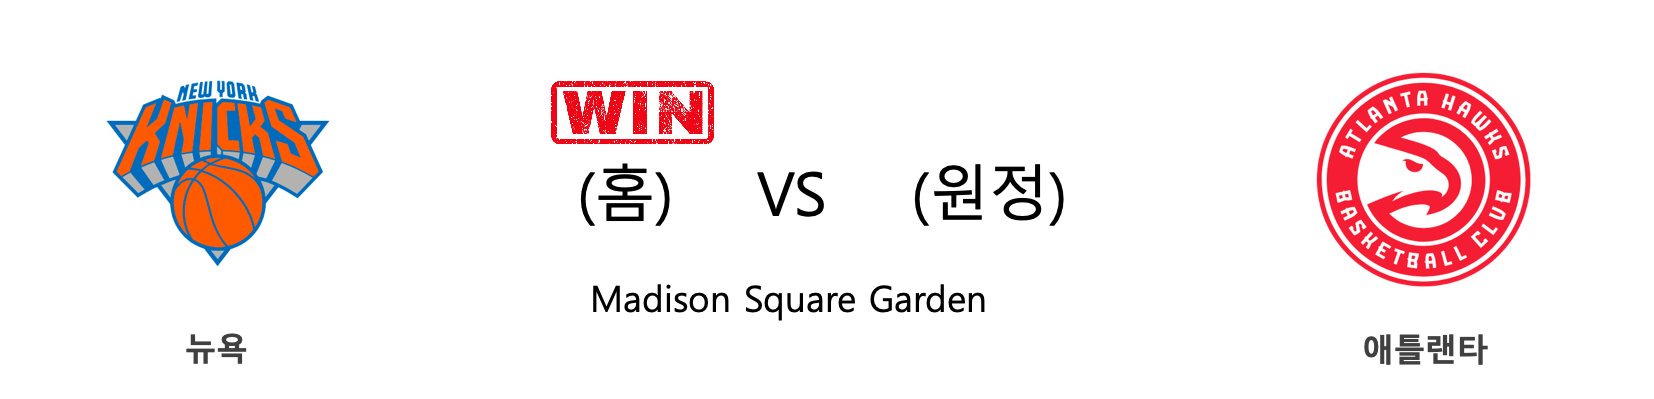 NEW YORK
KNICKS
WIN
(홈) VS (원정)
Madison Square Garden
뉴욕
ATLANTA HAWKS
BASKETBALL CLUB
애틀랜타